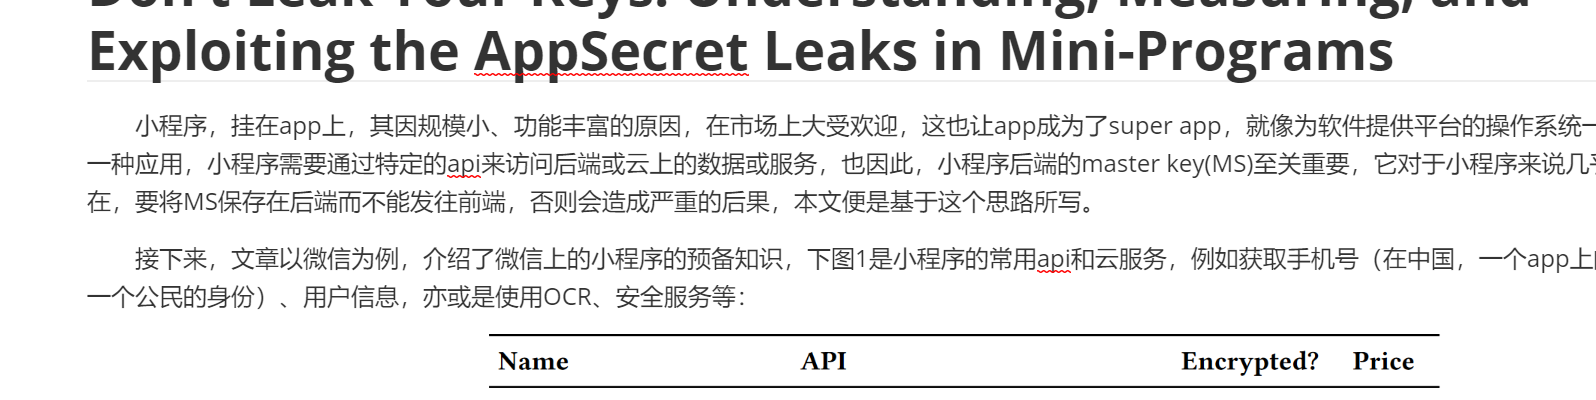 Don't Leak Your Keys: Understanding, Measuring, and
Exploiting the AppSecret Leaks in Mini-Programs
小程序，挂在app上，其因规模小、功能丰富的原因，在市场上大受欢迎，这也让app成为了super app，就像为软件提供平台的操作系统一
一种应用，小程序需要通过特定的api来访问后端或云上的数据或服务，也因此，小程序后端的master key(MS)至关重要，它对于小程序来说几
在，要将MS保存在后端而不能发往前端，否则会造成严重的后果，本文便是基于这个思路所写。
接下来，文章以微信为例，介绍了微信上的小程序的预备知识，下图1是小程序的常用api和云服务，例如获取手机号（在中国，一个app上
一个公民的身份）、用户信息，亦或是使用OCR、安全服务等：
Name API Encrypted? Price